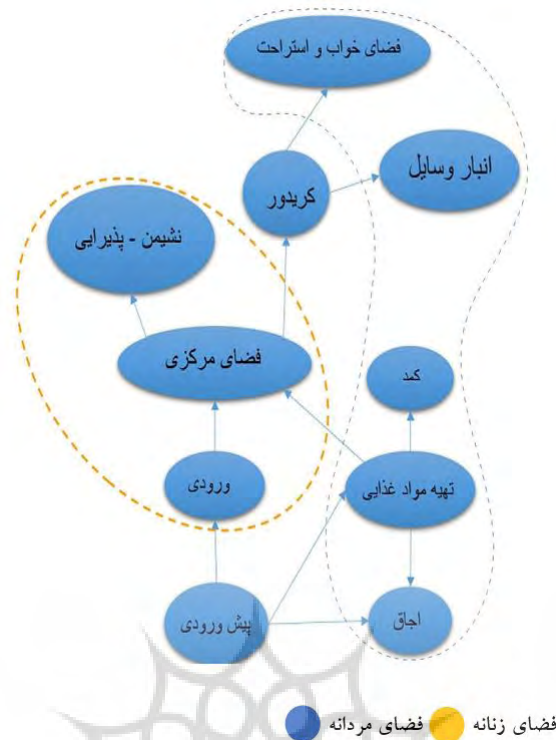 فضای خواب و استراحت
انبار وسایل
کریدور
نشیمن - پذیرایی
فضای مرکزی
کمد
ورودی
تهیه مواد غذایی
پیش ورودی
اجاق
فضای زنانه
فضای مردانه